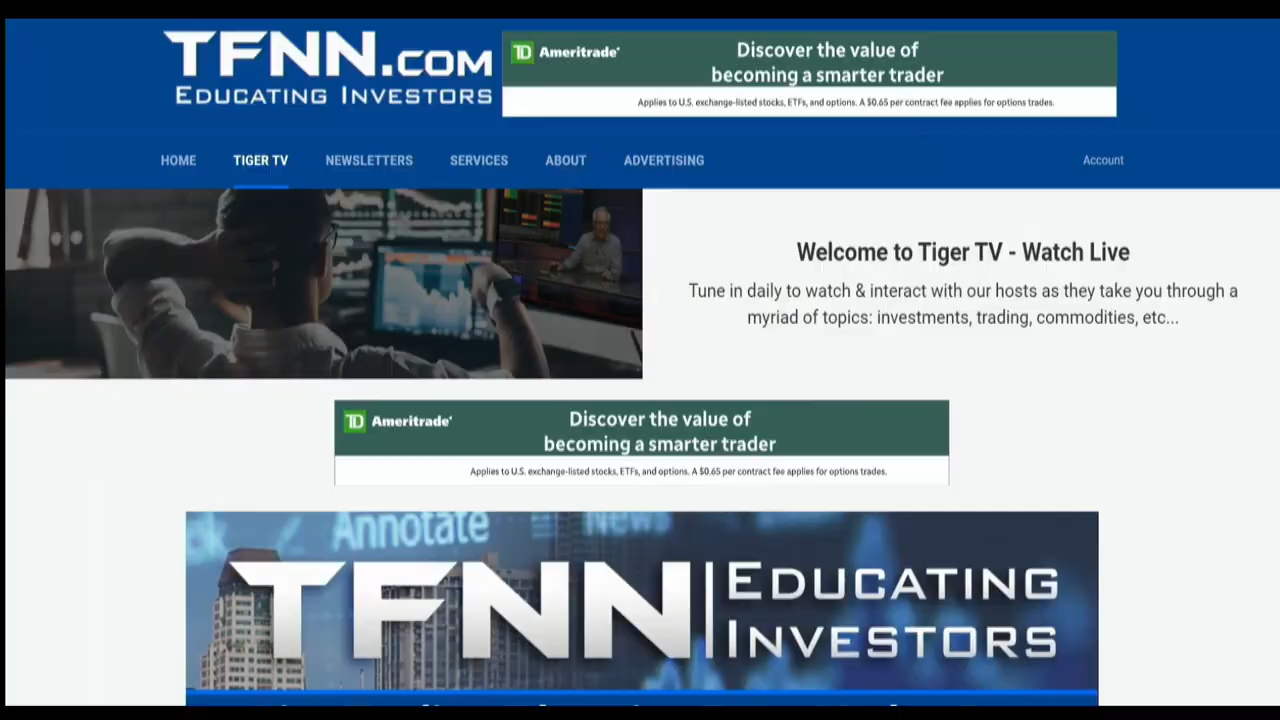 TFNN.COM
EDUCATING INVESTORS
TD Ameritrade
Discover the value of
becoming a smarter trader
Applies to U.S. exchange-listed stocks, ETFs, and options. A $0.65 per contract fee applies for options trades.
HOME TIGER TV NEWSLETTERS SERVICES ABOUT ADVERTISING Account
Welcome to Tiger TV - Watch Live
Tune in daily to watch & interact with our hosts as they take you through a
myriad of topics: investments, trading, commodities, etc...
TD Ameritrade
Discover the value of
becoming a smarter trader
Applies to U.S. exchange-listed stocks, ETFs, and options. A $0.65 per contract fee applies for options trades.
Annotate News
TFNN EDUCATING
INVESTORS